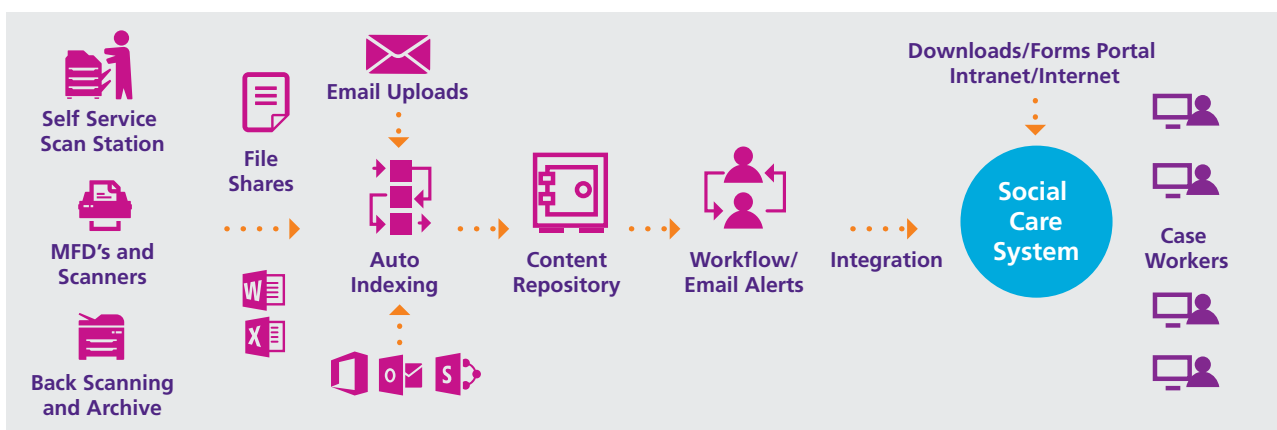 Self Service
Scan Station
MFD's and
Scanners
Back Scanning
and Archive
File
Shares
W
X
Email Uploads
Auto
Indexing
O
S
Content
Repository
Workflow/
Email Alerts
Integration
Downloads/Forms Portal
Intranet/Internet
Social
Care
System
Case
Workers